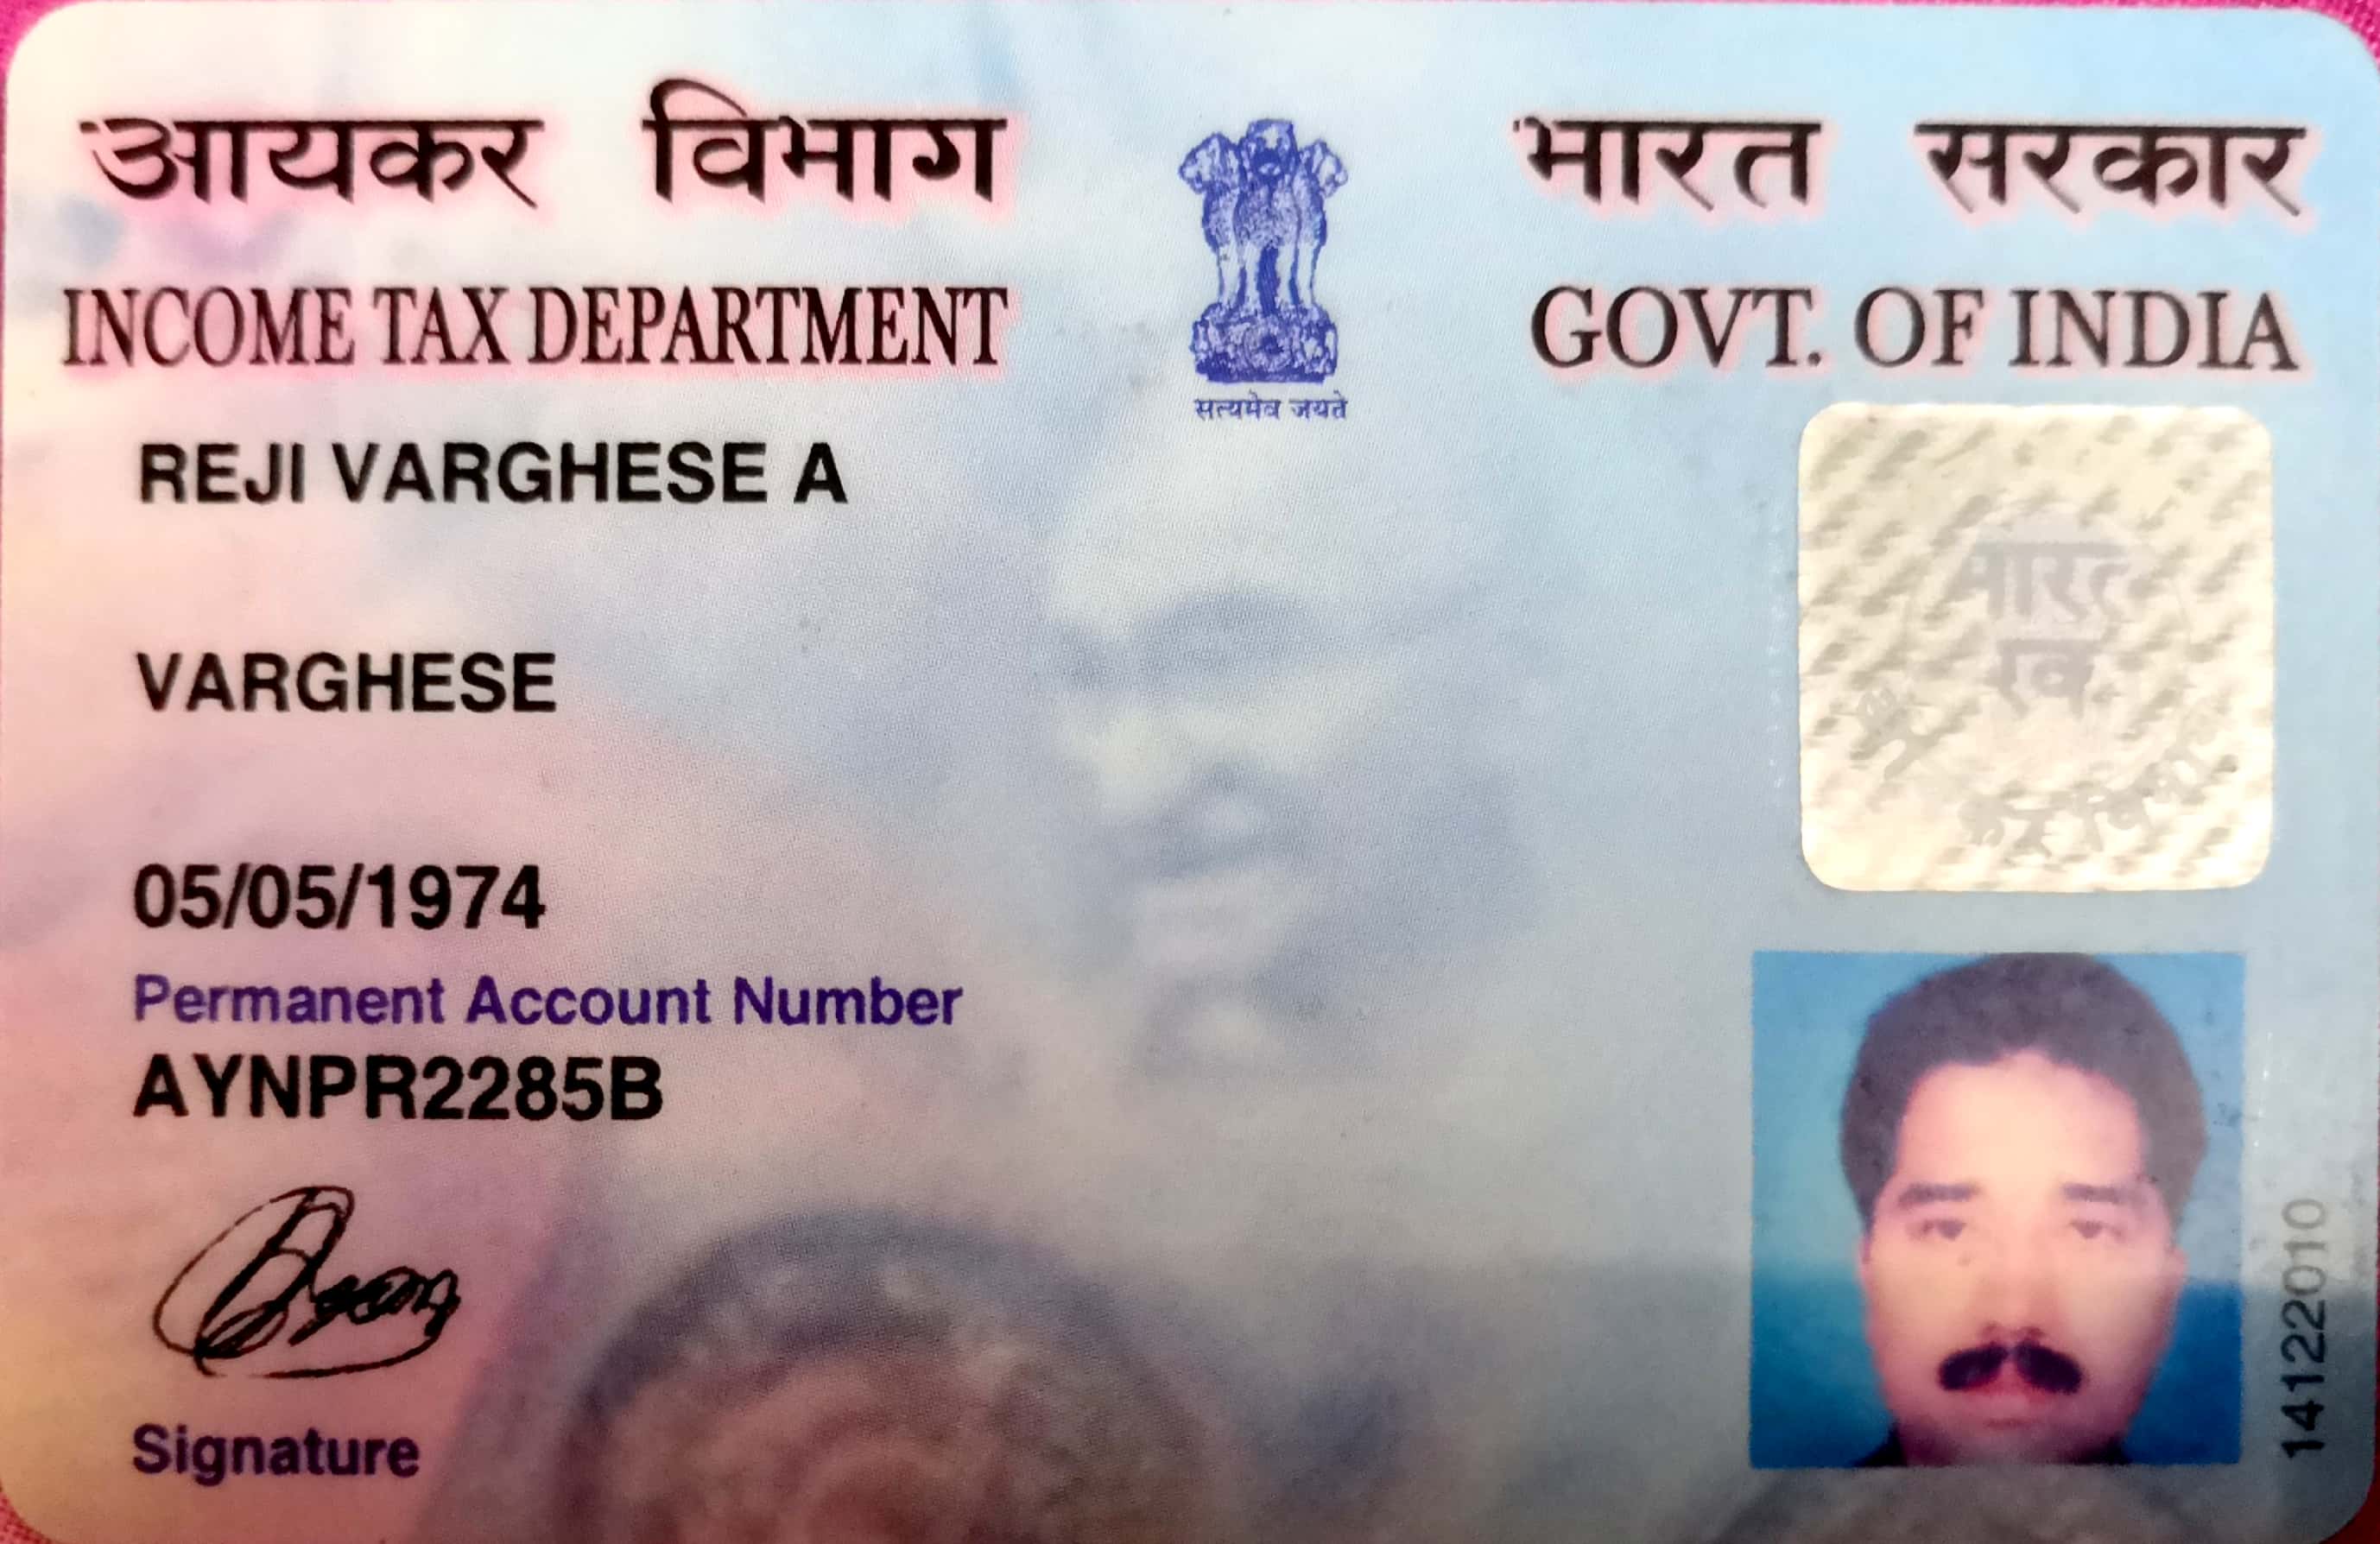 आयकर विभाग
भारत सरकार
INCOME TAX DEPARTMENT
GOVT. OF INDIA
सत्यमेव जयते
REJI VARGHESE A
VARGHESE
05/05/1974
Permanent Account Number
AYNPR2285B
Signature
14122010